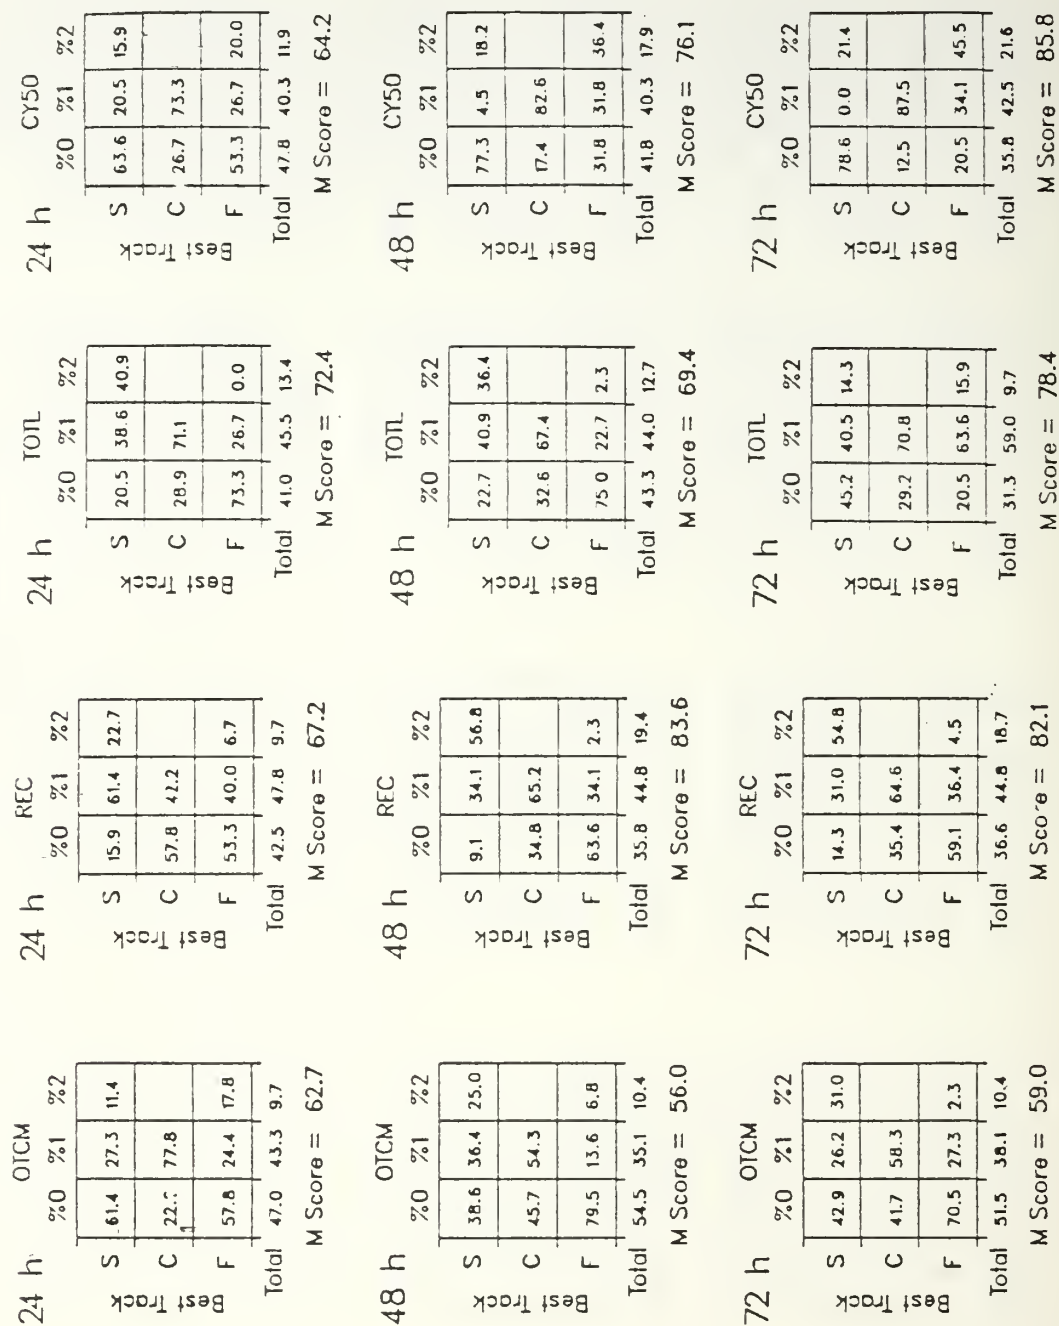 24 h OTCM 24 h REC 24 h TOTL 24 h CY50
%0 %1 %2 %0 %1 %2 %0 %1 %2 %0 %1 %2
S 61.4 27.3 11.4 S 15.9 61.4 22.7 S 20.5 38.6 40.9 S 63.6 20.5 15.9
Best Track Best Track Best Track Best Track
C 77.8 C 57.8 42.2 C 28.9 71.1 C 26.7 73.3
F 57.8 24.4 17.8 F 53.3 40.0 6.7 F 73.3 26.7 0.0 F 53.3 26.7 20.0
Total 47.0 43.3 9.7 Total 42.5 47.8 9.7 Total 41.0 45.5 13.4 Total 47.8 40.3 11.9
M Score = 62.7 M Score = 67.2 M Score = 72.4 M Score = 64.2
48 h OTCM 48 h REC 48 h TOTL 48 h CY50
%0 %1 %2 %0 %1 %2 %0 %1 %2 %0 %1 %2
S 38.6 36.4 25.0 S 9.1 34.1 56.8 S 22.7 40.9 36.4 S 77.3 4.5 18.2
Best Track Best Track Best Track Best Track
C 45.7 54.3 C 34.8 65.2 C 32.6 67.4 C 17.4 82.6
F 79.5 13.6 6.8 F 63.6 34.1 2.3 F 75 0 22.7 2.3 F 31.8 31.8 36.4
Total 54.5 35.1 10.4 Total 35.8 44.8 19.4 Total 43.3 44.0 12.7 Total 41.8 40.3 17.9
M Score = 56.0 M Score = 83.6 M Score = 69.4 M Score = 76.1
72 h OTCM 72 h REC 72 h TOTL 72 h CY50
%0 %1 %2 %0 %1 %2 %0 %1 %2 %0 %1 %2
S 42.9 26.2 31.0 S 14.3 31.0 54.8 S 45.2 40.5 14.3 S 78.6 0.0 21.4
Best Track Best Track Best Track Best Track
C 41.7 58.3 C 35.4 64.6 C 29.2 70.8 C 12.5 87.5
F 70.5 27.3 2.3 F 59.1 36.4 4.5 F 20.5 63.6 15.9 F 20.5 34.1 45.5
Total 51.5 38.1 10.4 Total 36.6 44.8 18.7 Total 31.3 59.0 9.7 Total 35.8 42.5 21.6
M Score = 59.0 M Score = 82.1 M Score = 78.4 M Score = 85.8